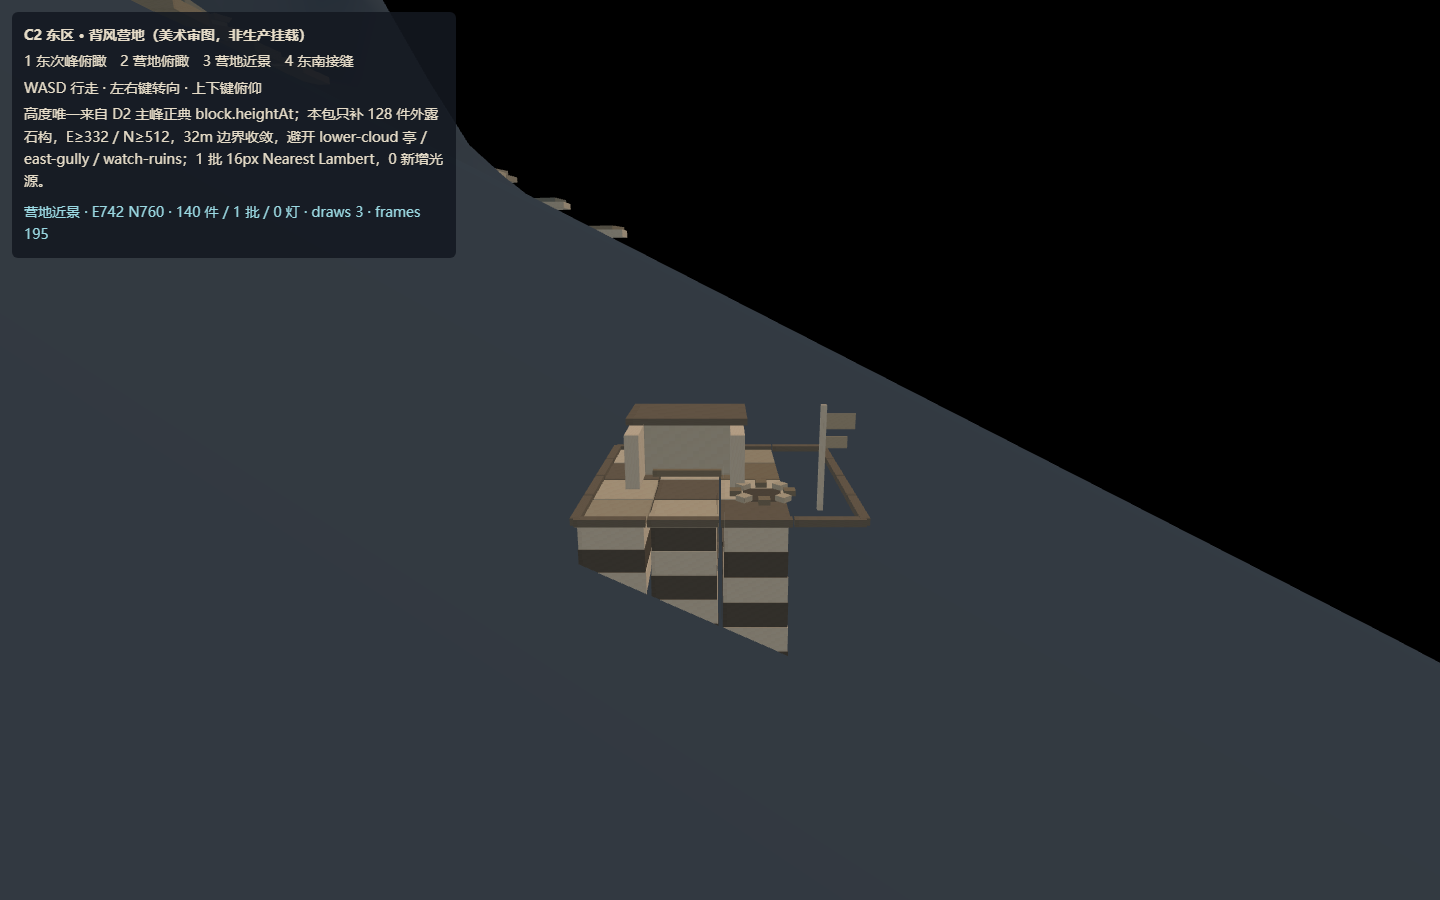 C2 东区 • 背风营地（美术审图，非生产挂载）
1 东次峰俯瞰 2 营地俯瞰 3 营地近景 4 东南接缝
WASD 行走 · 左右键转向 · 上下键俯仰
高度唯一来自 D2 主峰正典 block.heightAt；本包只补 128 件外露
石构，E≥332 / N≥512，32m 边界收敛，避开 lower-cloud 亭 /
east-gully / watch-ruins；1 批 16px Nearest Lambert，0 新增光
源。
营地近景 · E742 N760 · 140 件 / 1 批 / 0 灯 · draws 3 · frames
195